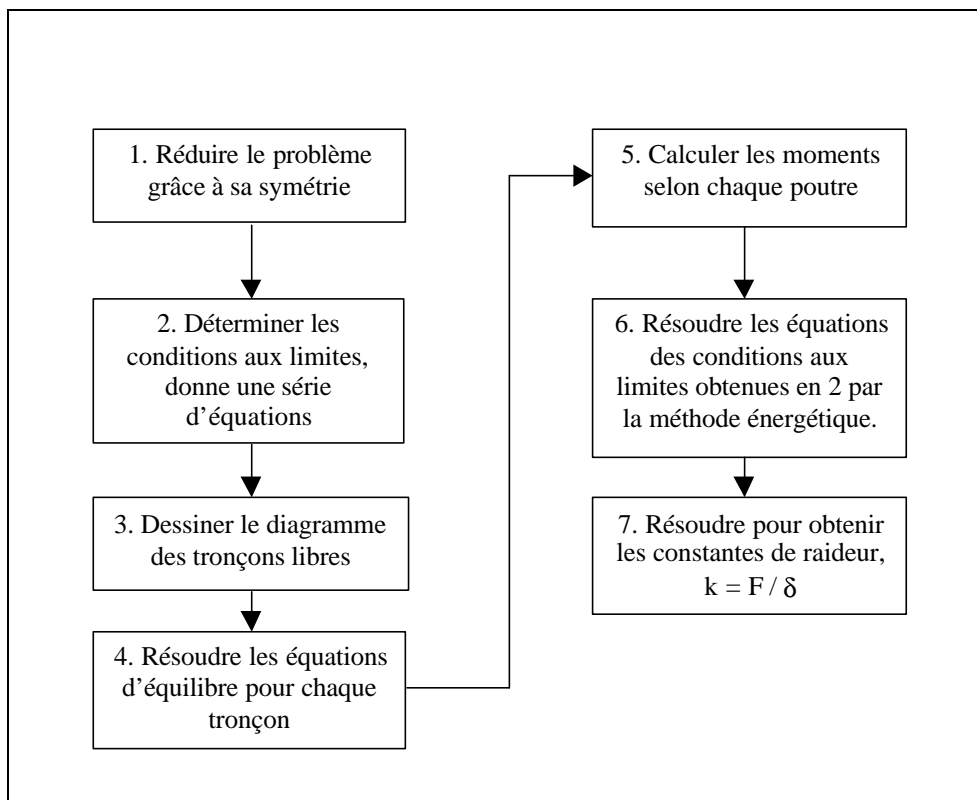 1. Réduire le problème
grâce à sa symétrie
2. Déterminer les
conditions aux limites,
donne une série
d’équations
3. Dessiner le diagramme
des tronçons libres
4. Résoudre les équations
d’équilibre pour chaque
tronçon
5. Calculer les moments
selon chaque poutre
6. Résoudre les équations
des conditions aux
limites obtenues en 2 par
la méthode énergétique.
7. Résoudre pour obtenir
les constantes de raideur,
k = F / δ